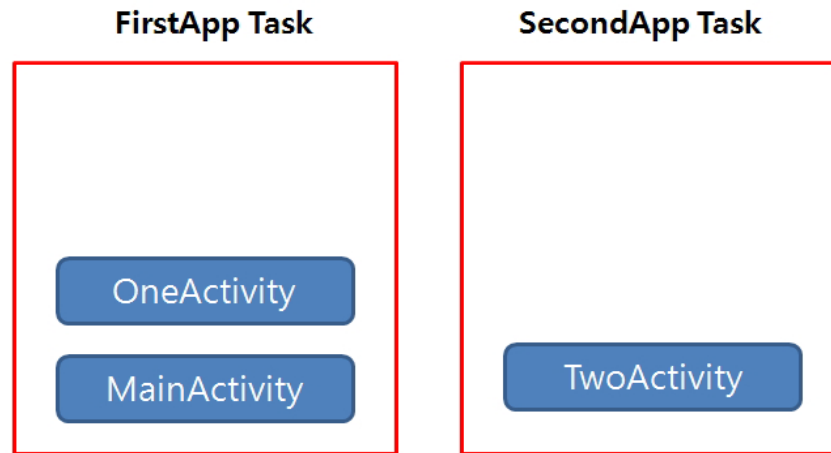 FirstApp Task
SecondApp Task
OneActivity
MainActivity
TwoActivity